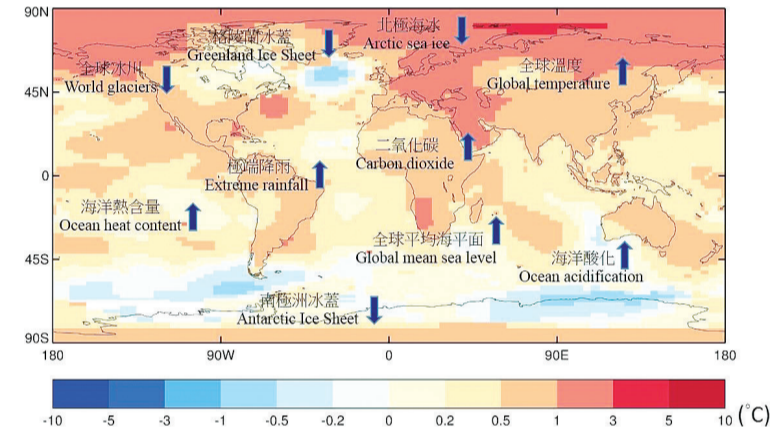 90N
格陵蘭冰蓋
Greenland Ice Sheet
北極海冰
Arctic sea ice
全球冰川
World glaciers
全球溫度
Global temperature
45N
二氧化碳
Carbon dioxide
極端降雨
Extreme rainfall
0
海洋熱含量
Ocean heat content
全球平均海平面
Global mean sea level
海洋酸化
Ocean acidification
45S
南極洲冰蓋
Antarctic Ice Sheet
90S
180 90W 0 90E 180
-10 -5 -3 -1 -0.5 -0.2 0 0.2 0.5 1 3 5 10 (°C)